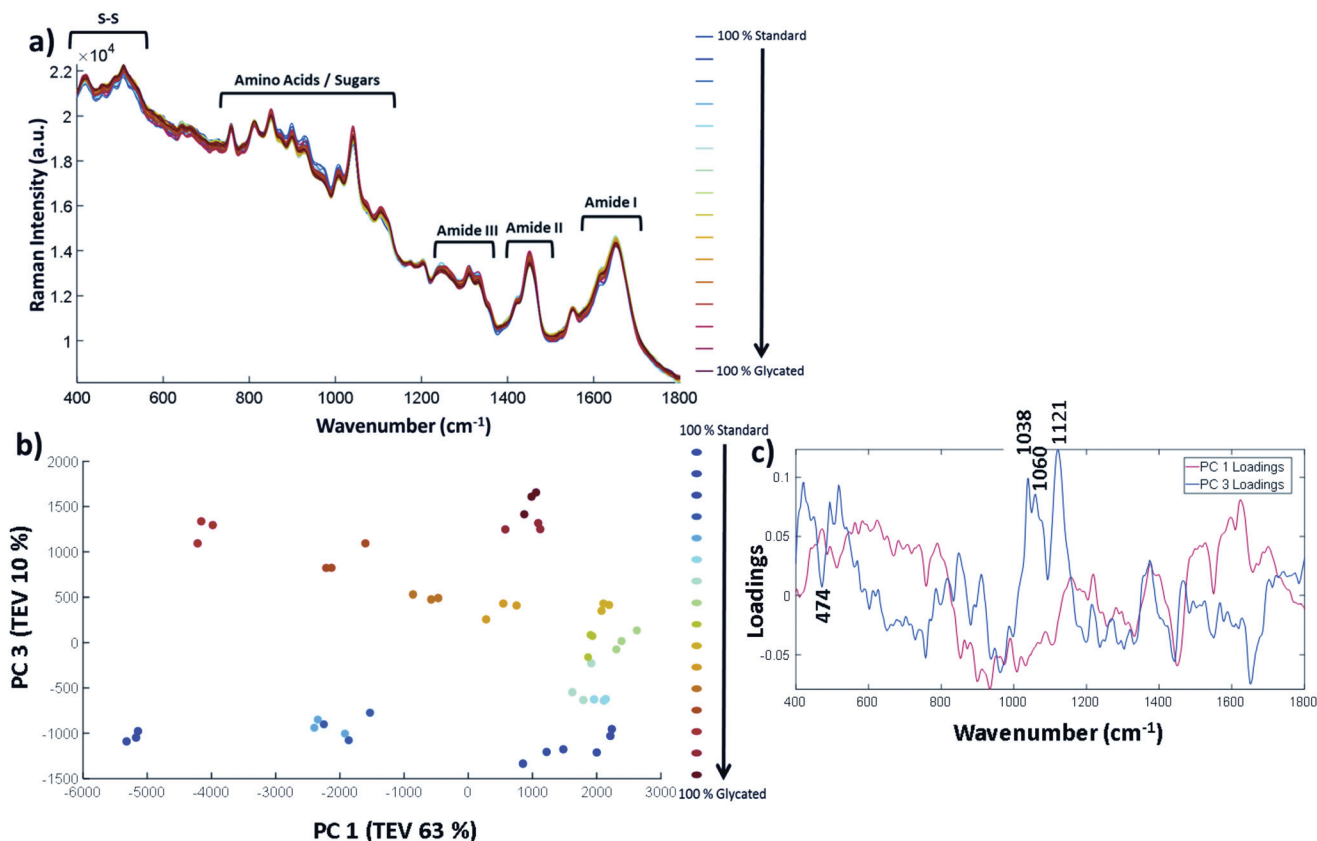 a)
S-S
×10⁴
Amino Acids / Sugars
Amide III
Amide II
Amide I
2.2
2
1.8
1.6
1.4
1.2
1
Raman Intensity (a.u.)
400 600 800 1000 1200 1400 1600 1800
Wavenumber (cm⁻¹)
100 % Standard
100 % Glycated
b)
2000
1500
1000
500
0
-500
-1000
-1500
PC 3 (TEV 10 %)
-6000 -5000 -4000 -3000 -2000 -1000 0 1000 2000 3000
PC 1 (TEV 63 %)
100 % Standard
100 % Glycated
c)
1038
1060
1121
PC 1 Loadings
PC 3 Loadings
0.1
0.05
0
-0.05
474
Loadings
400 600 800 1000 1200 1400 1600 1800
Wavenumber (cm⁻¹)